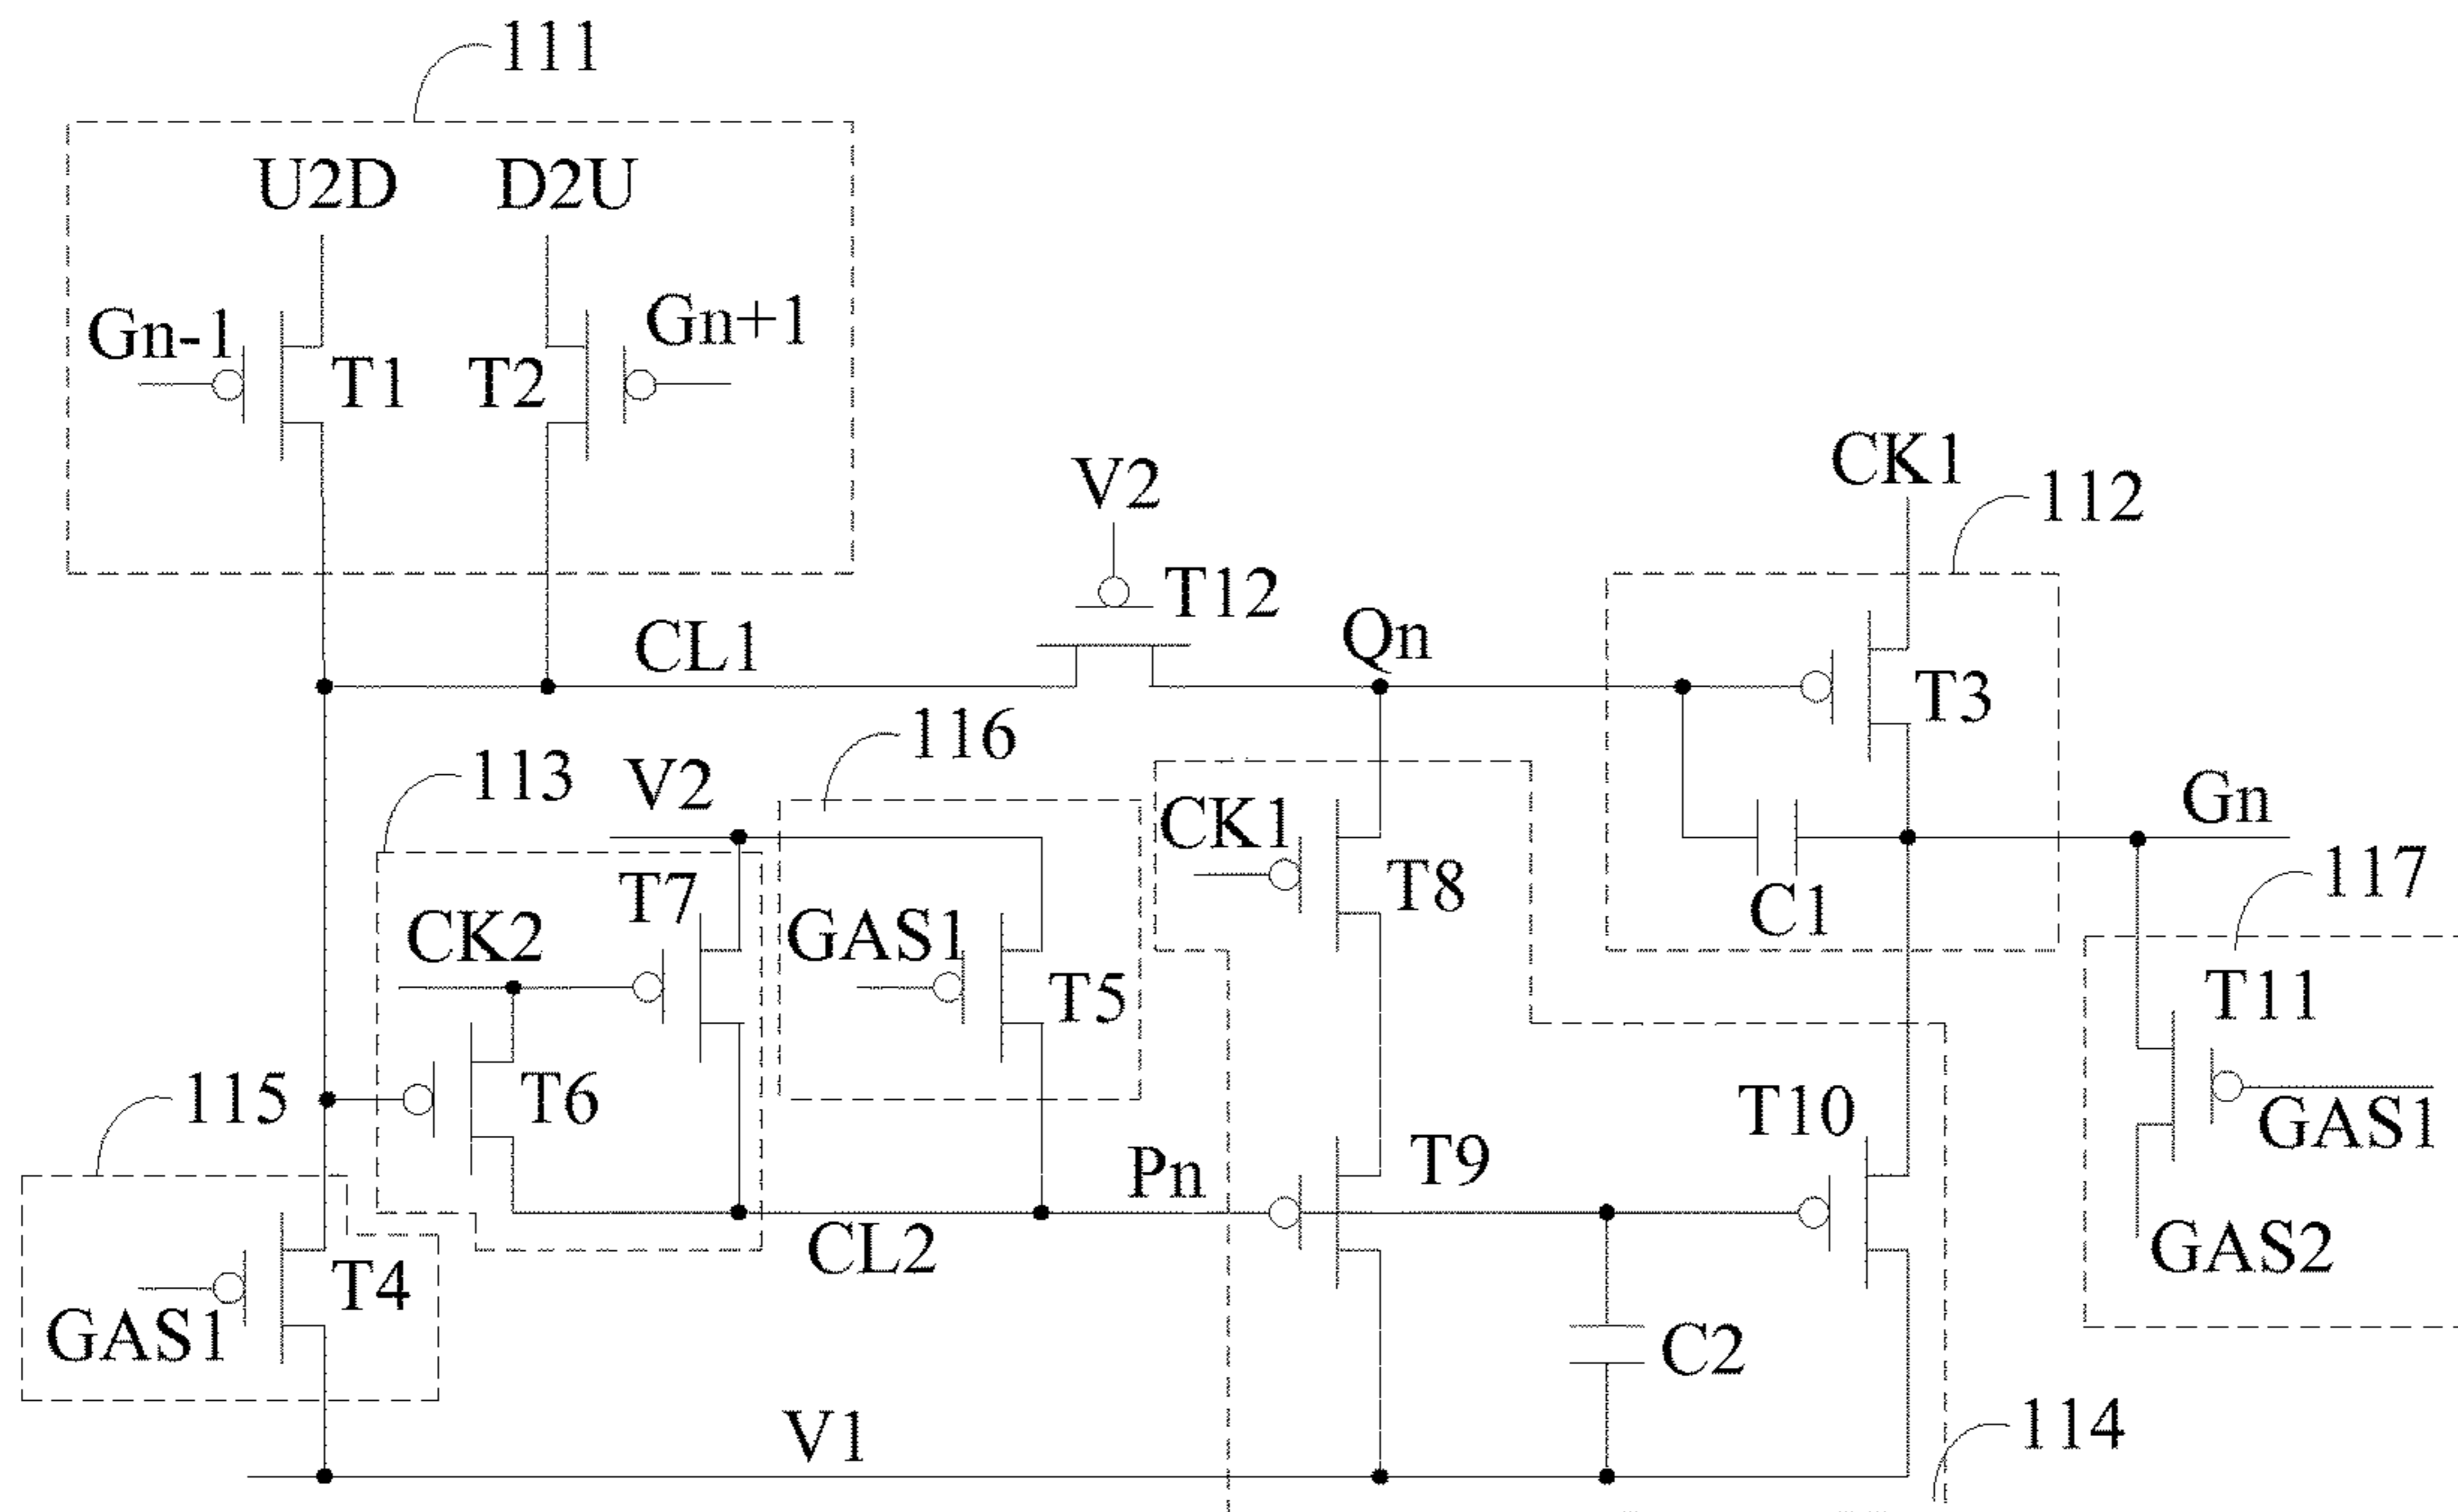 111
U2D
D2U
Gn-1
T1
T2
Gn+1
V2
T12
CL1
Qn
CK1
112
T3
116
113
V2
CK1
T8
C1
Gn
117
T7
CK2
GAS1
T5
T11
GAS1
GAS2
115
T6
Pn
T9
T10
CL2
T4
GAS1
C2
V1
114